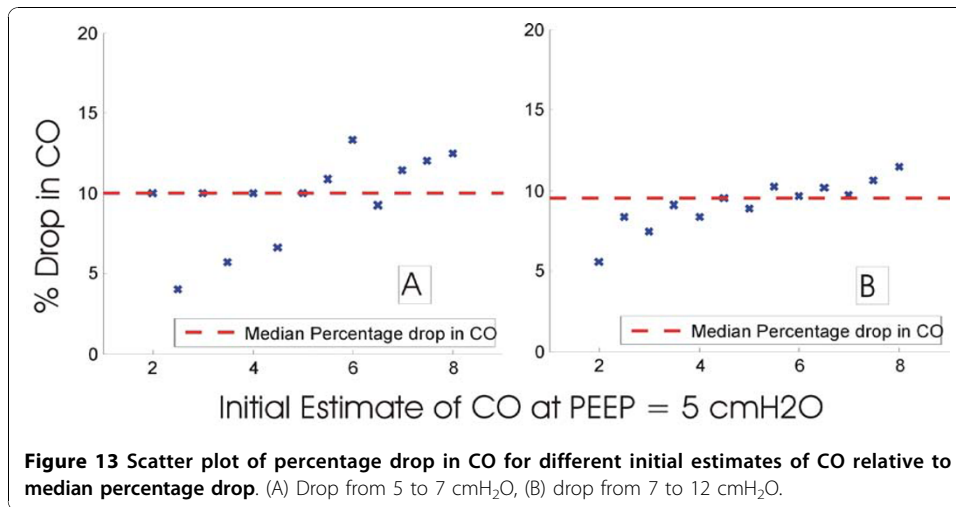 20
15
10
5
0
% Drop in CO
A
Median Percentage drop in CO
2 4 6 8
20
15
10
5
0
B
Median Percentage drop in CO
2 4 6 8
Initial Estimate of CO at PEEP = 5 cmH2O
Figure 13 Scatter plot of percentage drop in CO for different initial estimates of CO relative to
median percentage drop. (A) Drop from 5 to 7 cmH₂O, (B) drop from 7 to 12 cmH₂O.